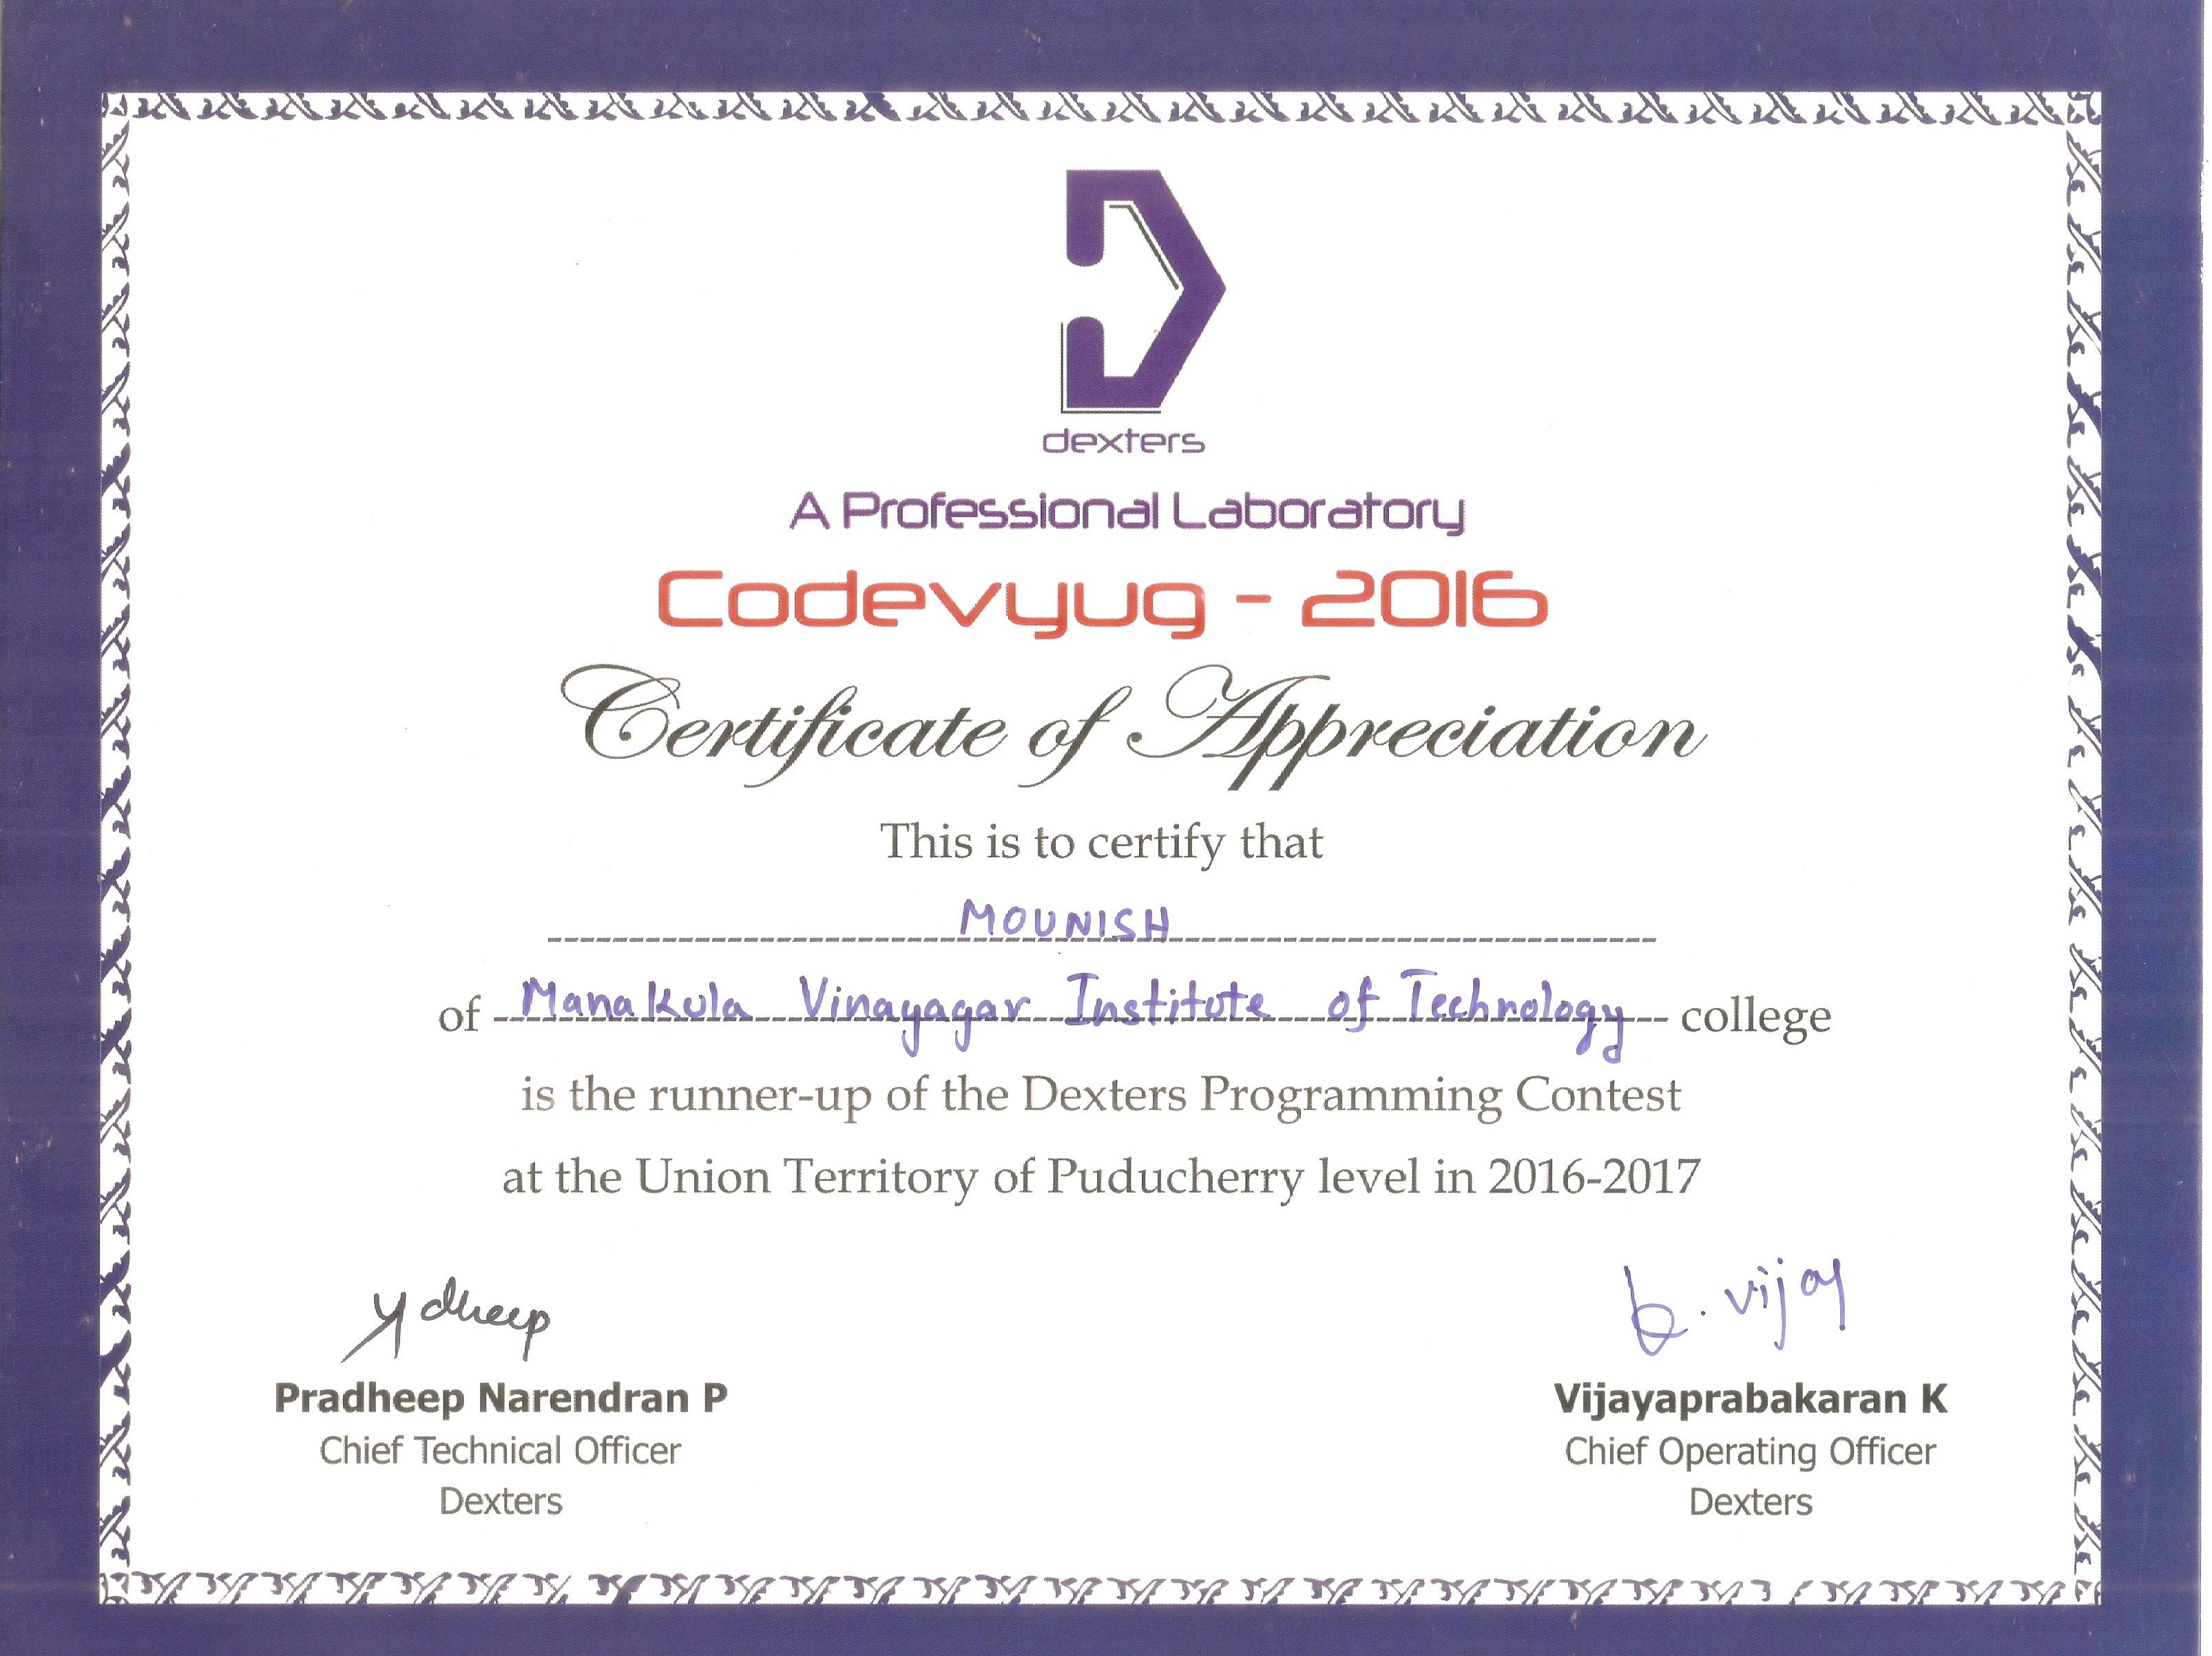 dexters
A Professional Laboratory
Codevyug - 2016
Certificate of Appreciation
This is to certify that
MOUNISH
of Manakula Vinayagar Institute of Technology college
is the runner-up of the Dexters Programming Contest
at the Union Territory of Puducherry level in 2016-2017
dheep
k. vijay
Pradheep Narendran P
Vijayaprabakaran K
Chief Technical Officer
Chief Operating Officer
Dexters
Dexters